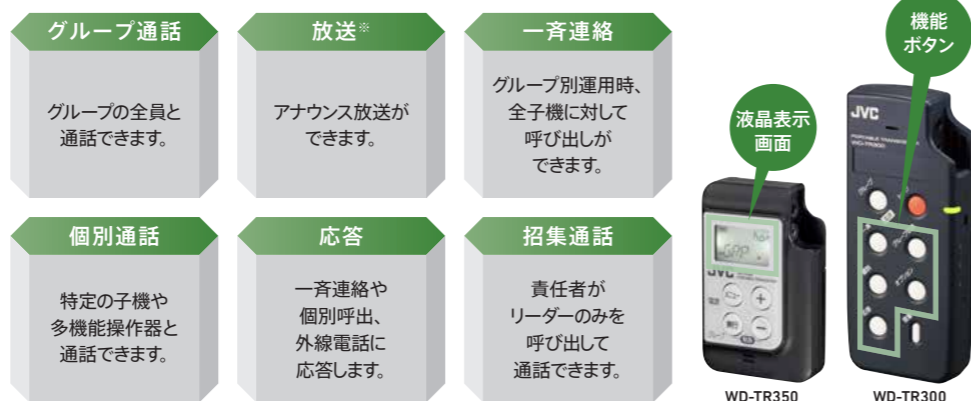 グループ通話
グループの全員と
通話できます。
放送※
アナウンス放送が
できます。
一斉連絡
グループ別運用時、
全子機に対して
呼び出しが
できます。
個別通話
特定の子機や
多機能操作器と
通話できます。
応答
一斉連絡や
個別呼出、
外線電話に
応答します。
招集通話
責任者が
リーダーのみを
呼び出して
通話できます。
液晶表示
画面
JVC
WD-TR350
機能
ボタン
JVC
WD-TR300